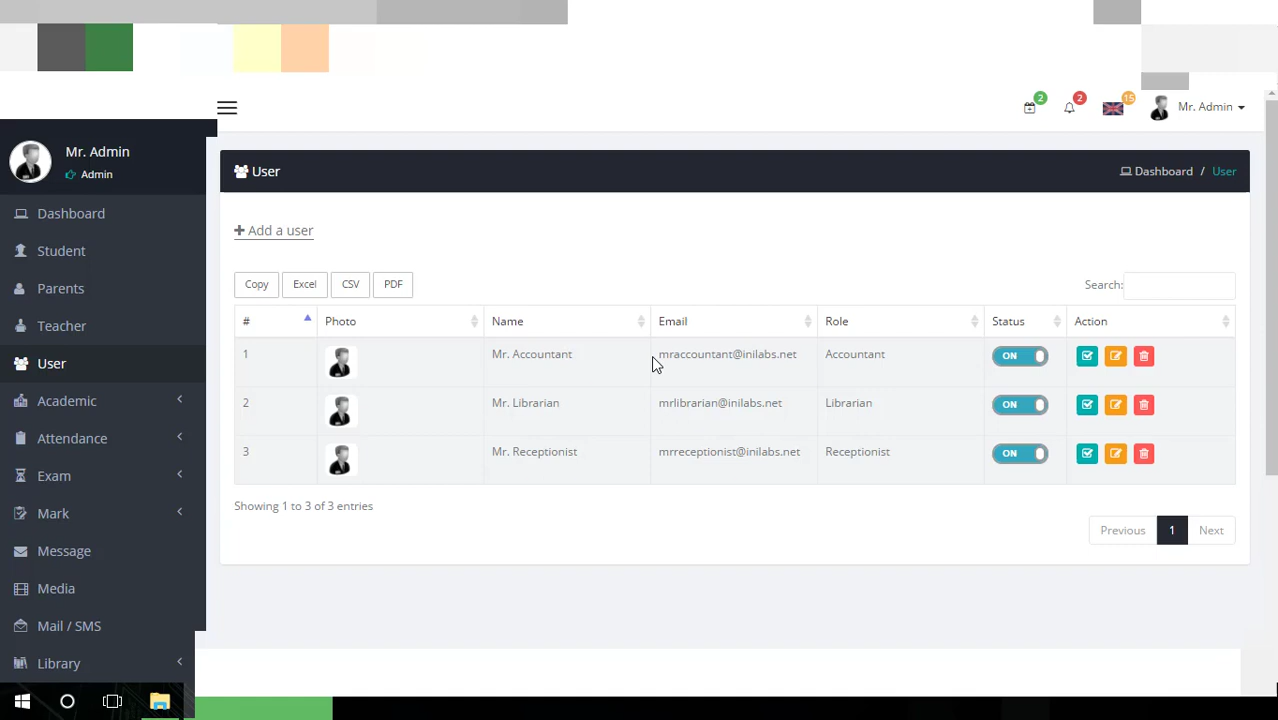 2 2 15 Mr. Admin
Mr. Admin
Admin
Dashboard
Student
Parents
Teacher
User
Academic
Attendance
Exam
Mark
Message
Media
Mail / SMS
Library
User
Dashboard / User
Add a user
Copy Excel CSV PDF
Search:
# Photo Name Email Role Status Action
1 Mr. Accountant mraccountant@inilabs.net Accountant ON
2 Mr. Librarian mrlibrarian@inilabs.net Librarian ON
3 Mr. Receptionist mrreceptionist@inilabs.net Receptionist ON
Showing 1 to 3 of 3 entries
Previous 1 Next